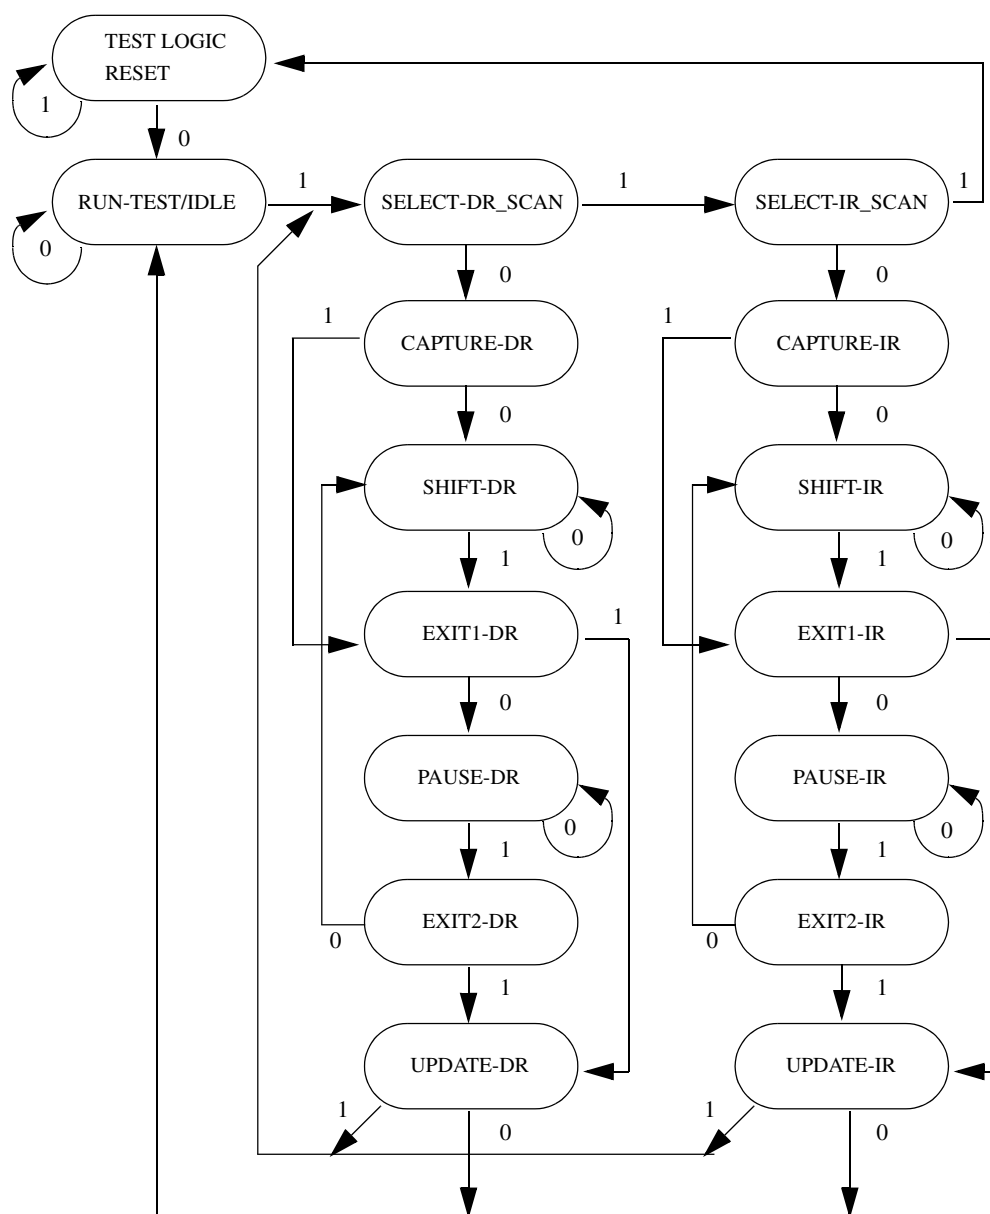 TEST LOGIC
RESET
1
0
RUN-TEST/IDLE
1
SELECT-DR_SCAN
1
SELECT-IR_SCAN
1
0
0
0
1
CAPTURE-DR
1
CAPTURE-IR
0
0
SHIFT-DR
0
SHIFT-IR
0
1
1
EXIT1-DR
1
EXIT1-IR
0
0
PAUSE-DR
0
PAUSE-IR
0
1
1
EXIT2-DR
0
EXIT2-IR
0
1
1
UPDATE-DR
UPDATE-IR
1
0
1
0